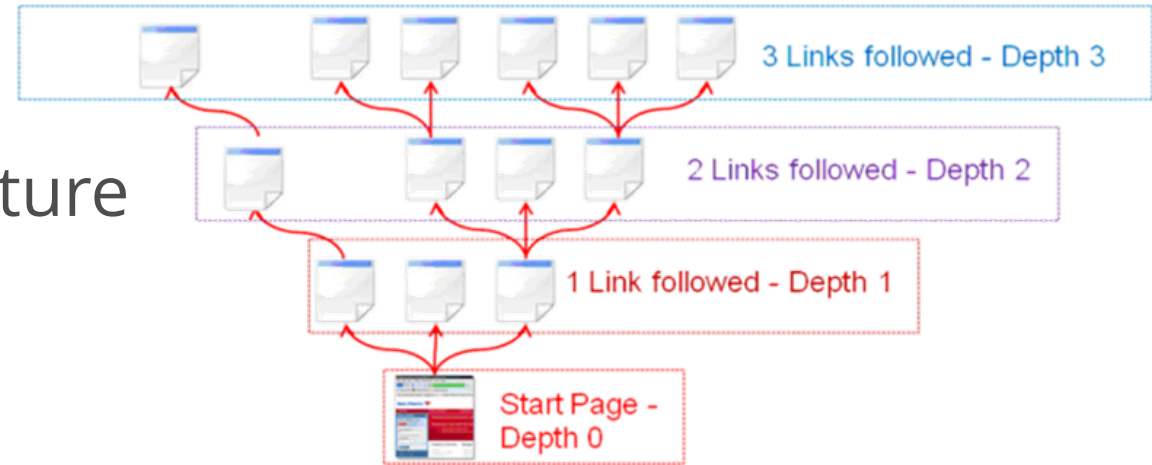 3 Links followed - Depth 3
2 Links followed - Depth 2
ture
1 Link followed - Depth 1
Start Page -
Depth 0